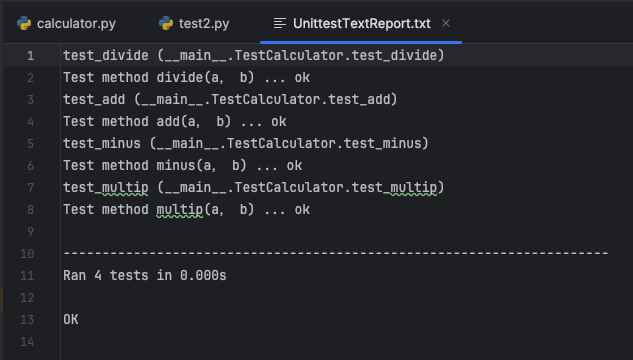 calculator.py test2.py UnittestTextReport.txt ×
1 test_divide (__main__.TestCalculator.test_divide)
2 Test method divide(a,  b) ... ok
3 test_add (__main__.TestCalculator.test_add)
4 Test method add(a,  b) ... ok
5 test_minus (__main__.TestCalculator.test_minus)
6 Test method minus(a,  b) ... ok
7 test_multip (__main__.TestCalculator.test_multip)
8 Test method multip(a,  b) ... ok
9
10 ----------------------------------------------------------------------
11 Ran 4 tests in 0.000s
12
13 OK
14